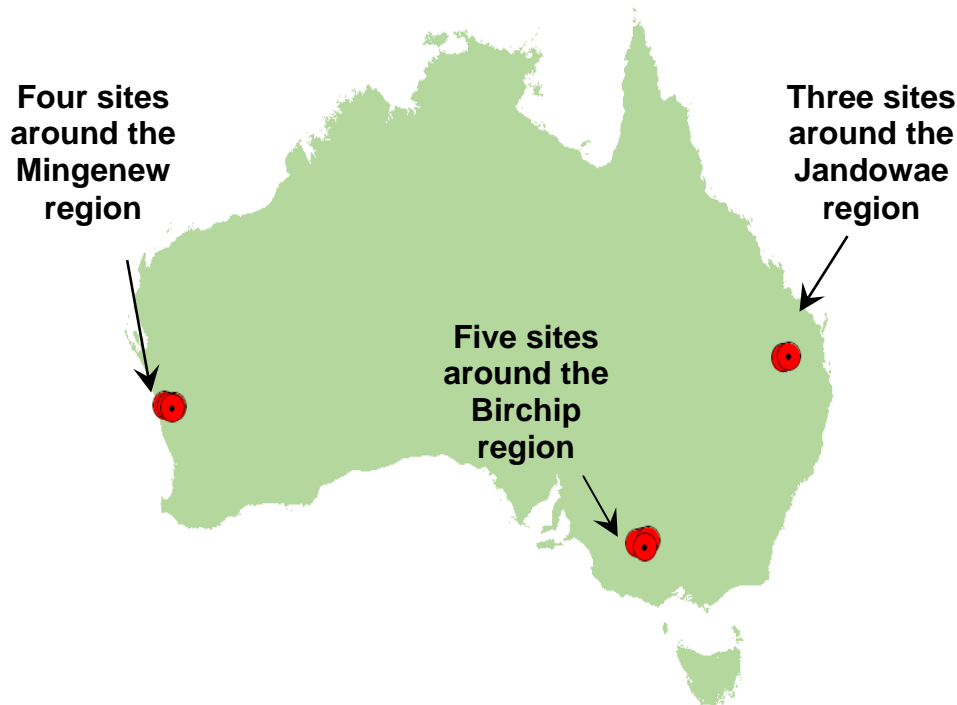 Four sites
around the
Mingenew
region
Three sites
around the
Jandowae
region
Five sites
around the
Birchip
region